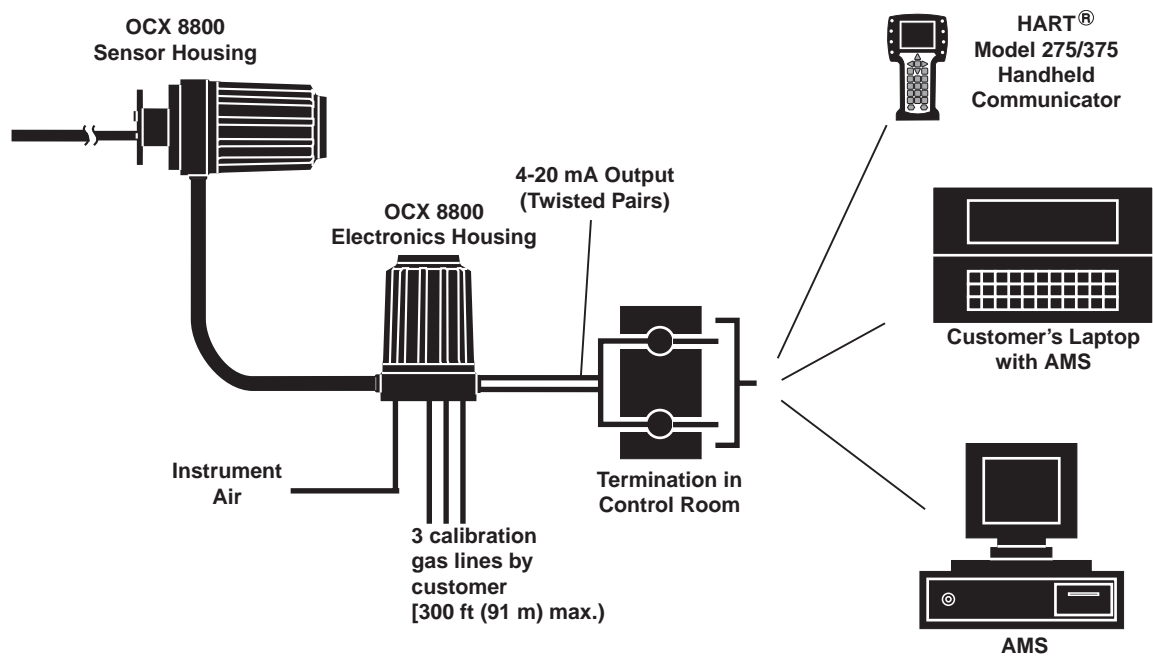 OCX 8800
Sensor Housing
HART®
Model 275/375
Handheld
Communicator
4-20 mA Output
(Twisted Pairs)
OCX 8800
Electronics Housing
Customer's Laptop
with AMS
Instrument
Air
Termination in
Control Room
3 calibration
gas lines by
customer
[300 ft (91 m) max.)
AMS